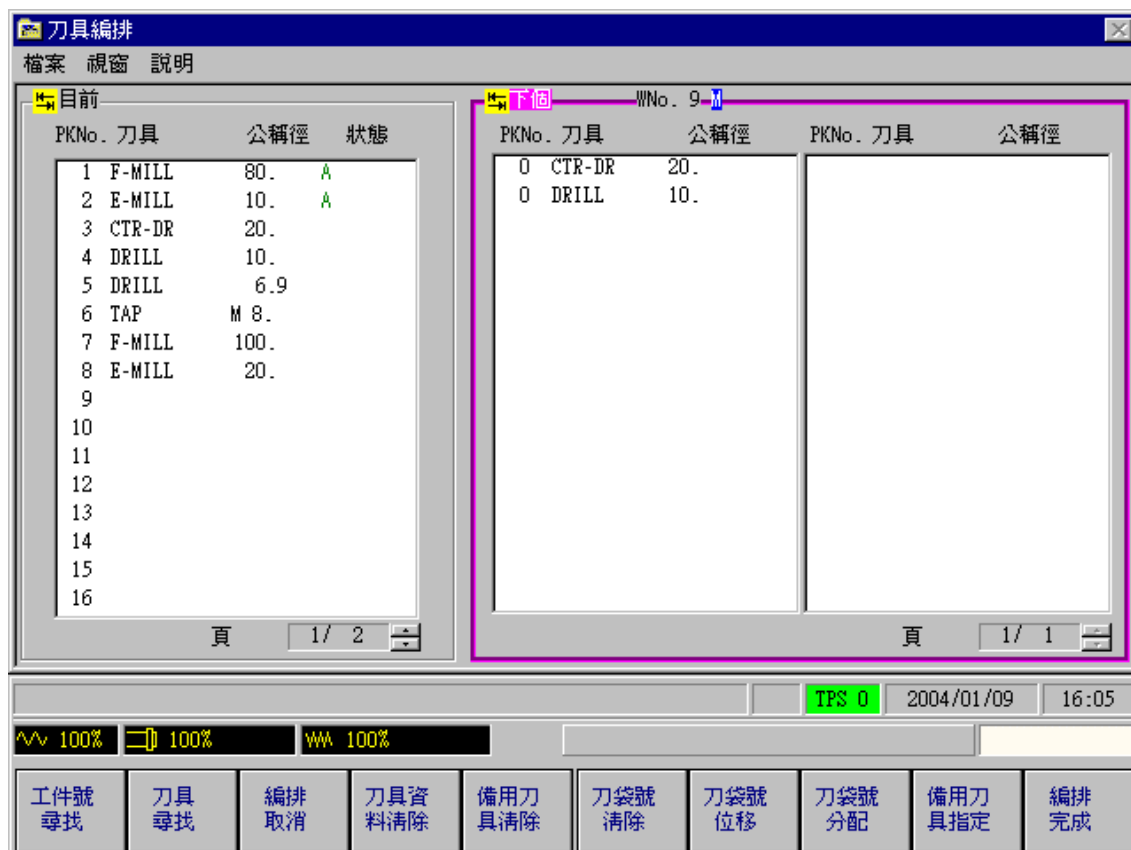 刀具編排
檔案 視窗 說明
目前
PKNo. 刀具 公稱徑 狀態
1 F-MILL 80. A
2 E-MILL 10. A
3 CTR-DR 20.
4 DRILL 10.
5 DRILL 6.9
6 TAP M 8.
7 F-MILL 100.
8 E-MILL 20.
9
10
11
12
13
14
15
16
頁 1/ 2
下個 WNo. 9 M
PKNo. 刀具 公稱徑 PKNo. 刀具 公稱徑
0 CTR-DR 20.
0 DRILL 10.
頁 1/ 1
TPS 0 2004/01/09 16:05
100% 100% 100%
工件號 刀具 編排 刀具資 備用刀 刀袋號 刀袋號 刀袋號 備用刀 編排
尋找 尋找 取消 料清除 具清除 清除 位移 分配 具指定 完成